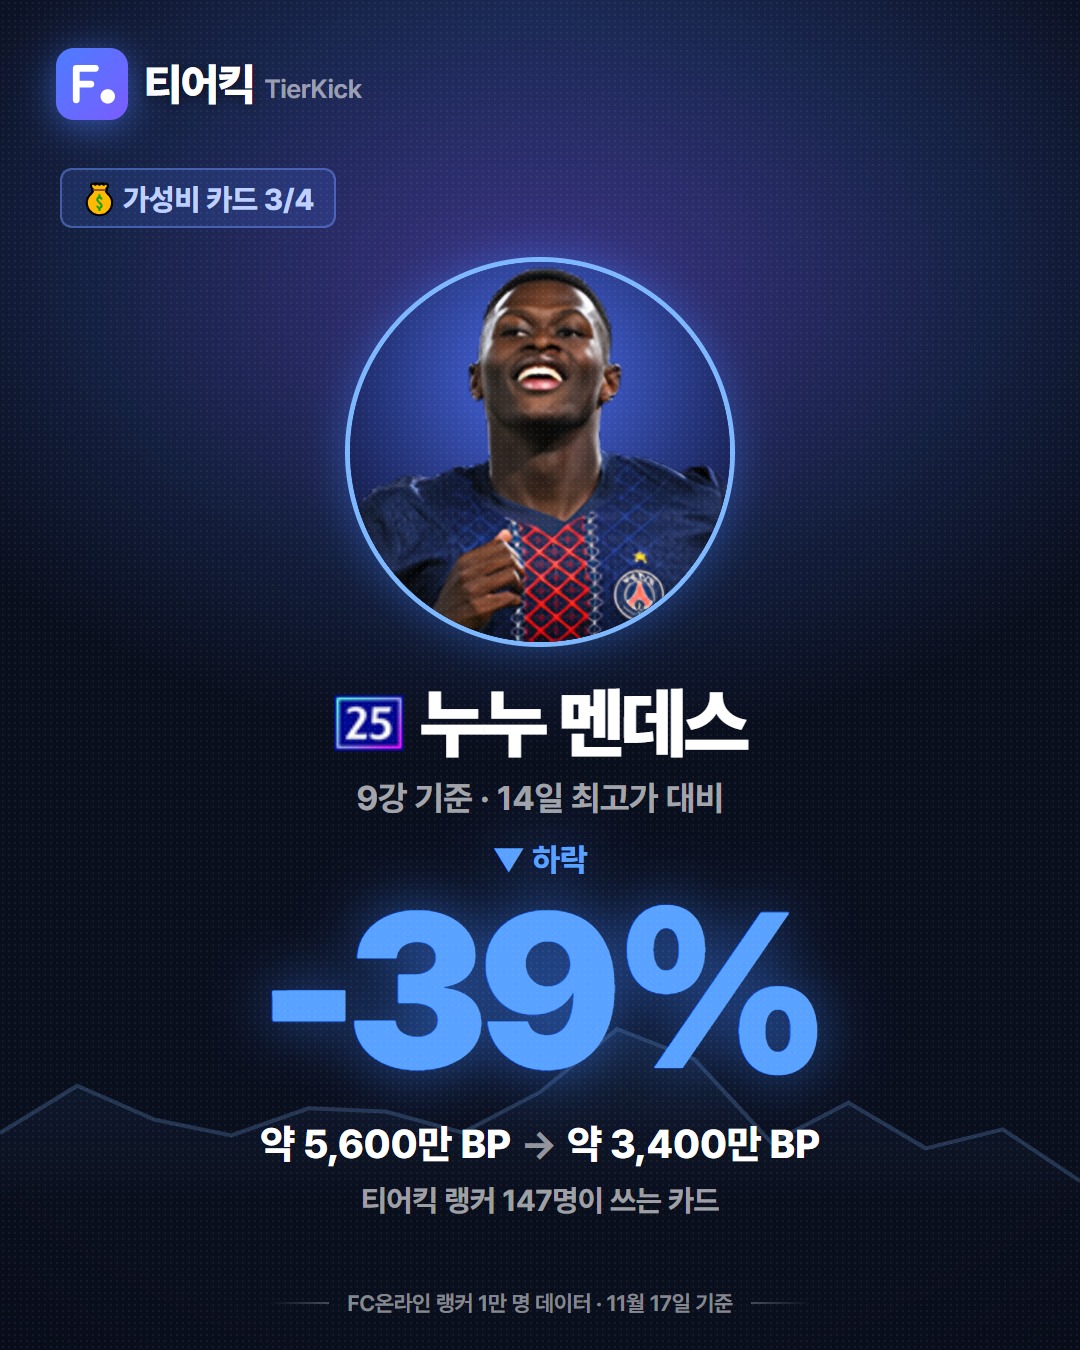 F. 티어킥 TierKick
가성비 카드 3/4
25 누누 멘데스
9강 기준 · 14일 최고가 대비
▼ 하락
-39%
약 5,600만 BP → 약 3,400만 BP
티어킥 랭커 147명이 쓰는 카드
FC온라인 랭커 1만 명 데이터 · 11월 17일 기준